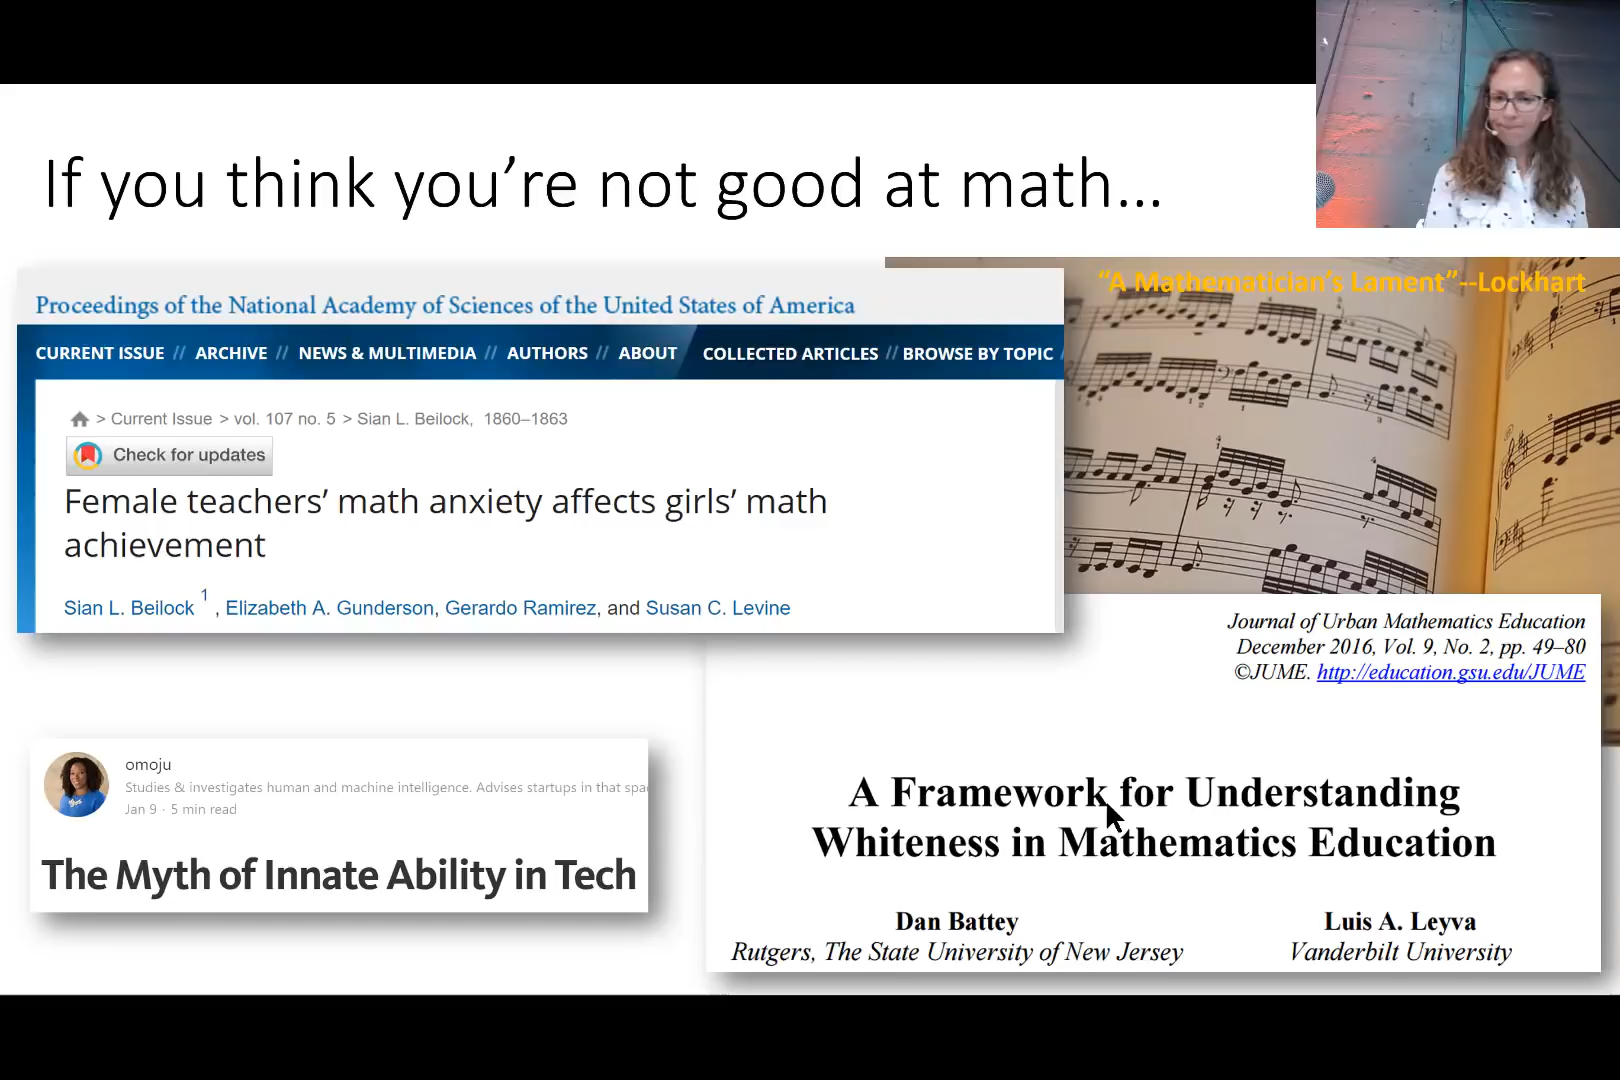 If you think you're not good at math...
"A Mathematician's Lament"--Lockhart
Proceedings of the National Academy of Sciences of the United States of America
CURRENT ISSUE // ARCHIVE // NEWS & MULTIMEDIA // AUTHORS // ABOUT COLLECTED ARTICLES // BROWSE BY TOPIC /
> Current Issue > vol. 107 no. 5 > Sian L. Beilock, 1860–1863
Check for updates
Female teachers' math anxiety affects girls' math
achievement
Sian L. Beilock 1 , Elizabeth A. Gunderson, Gerardo Ramirez, and Susan C. Levine
Journal of Urban Mathematics Education
December 2016, Vol. 9, No. 2, pp. 49–80
©JUME. http://education.gsu.edu/JUME
omoju
Studies & investigates human and machine intelligence. Advises startups in that spa
Jan 9 · 5 min read
The Myth of Innate Ability in Tech
A Framework for Understanding
Whiteness in Mathematics Education
Dan Battey
Rutgers, The State University of New Jersey
Luis A. Leyva
Vanderbilt University